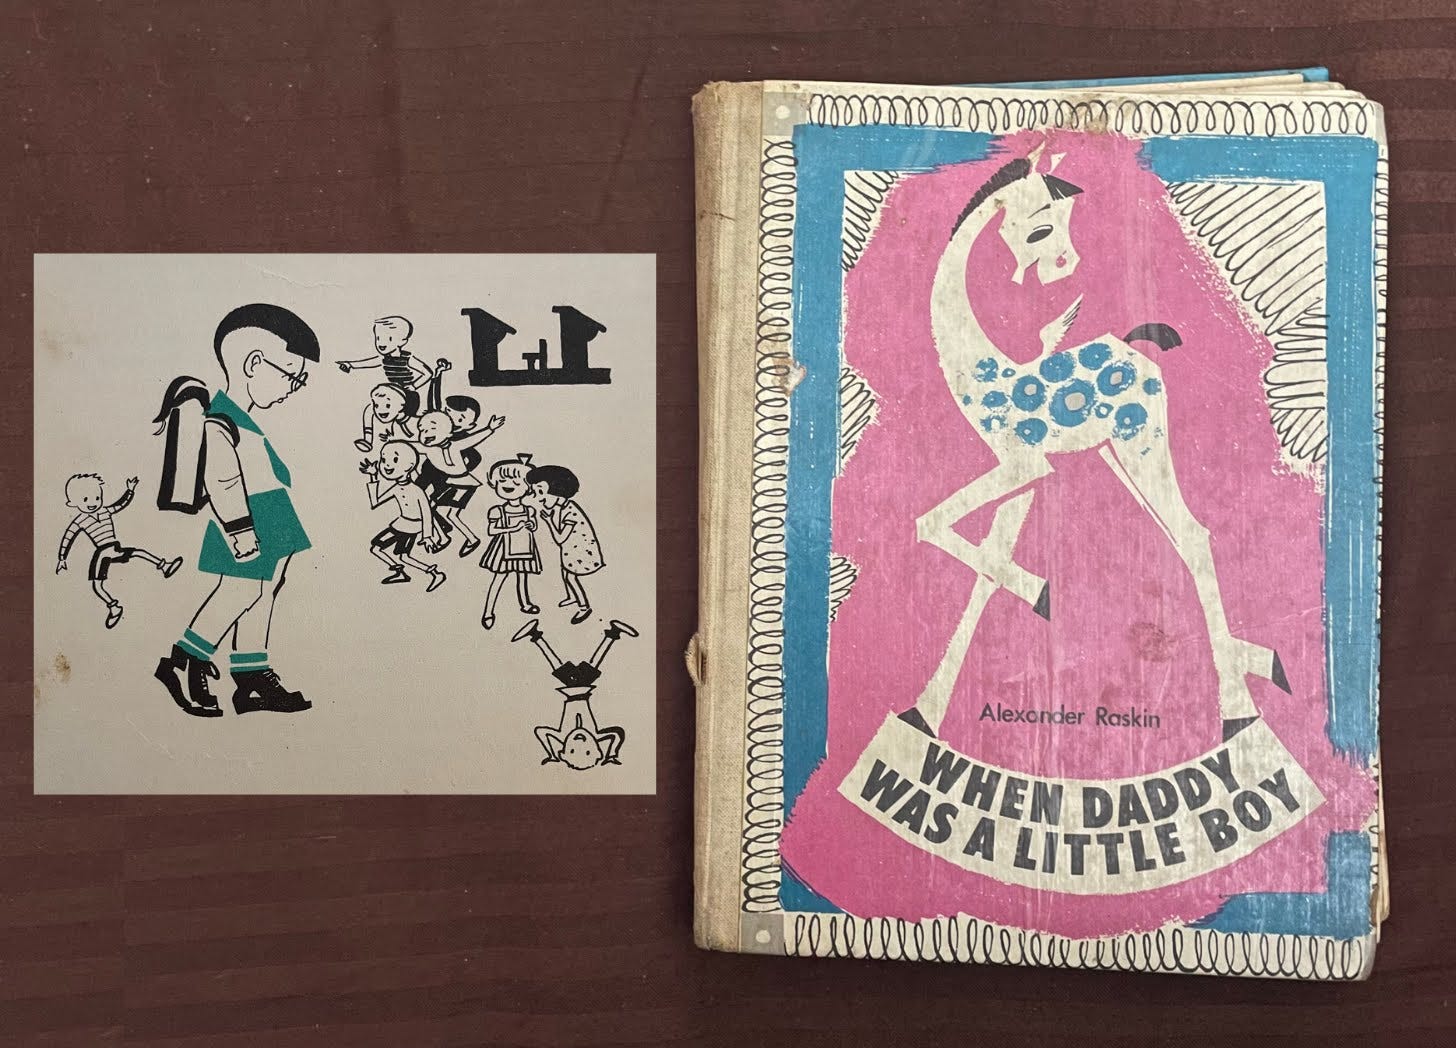 Alexander Raskin
WHEN DADDY
WAS A LITTLE BOY